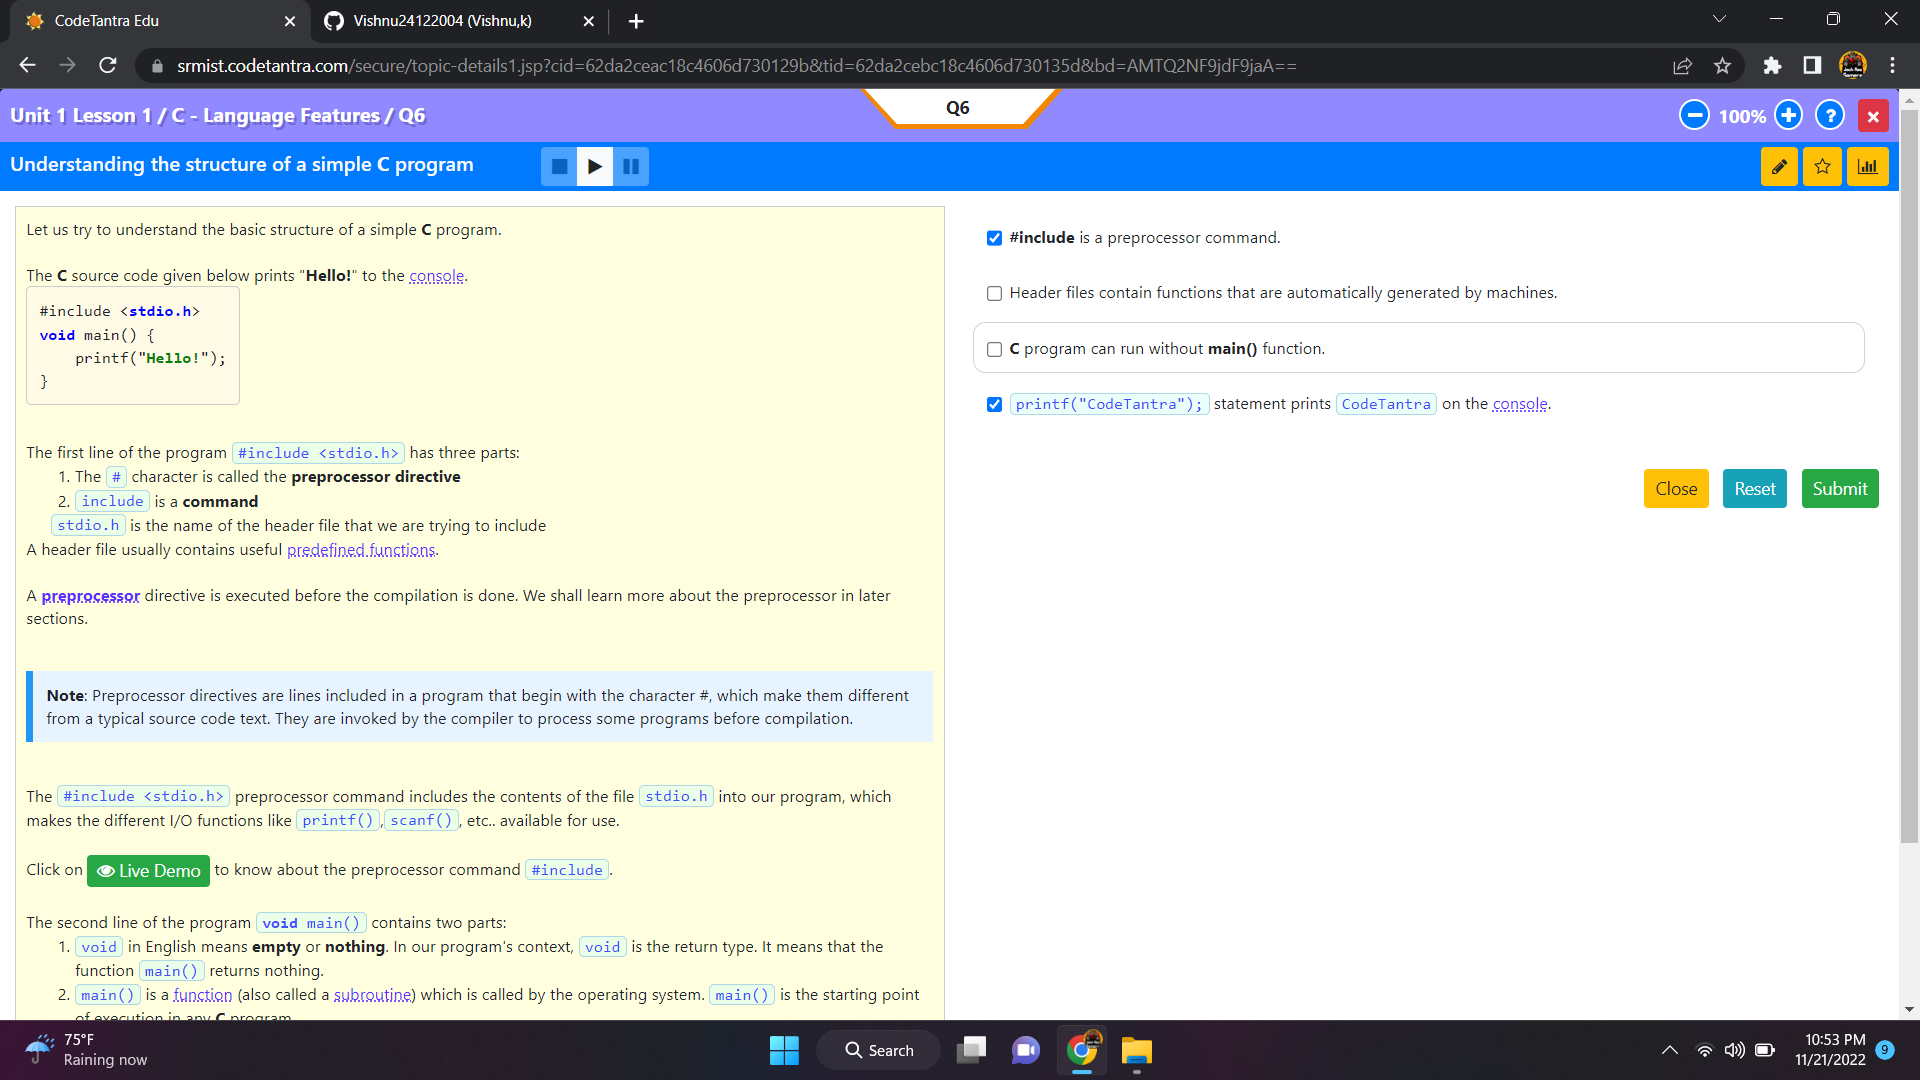 CodeTantra Edu
Vishnu24122004 (Vishnu,k)
srmist.codetantra.com/secure/topic-details1.jsp?cid=62da2ceac18c4606d730129b&tid=62da2cebc18c4606d730135d&bd=AMTQ2NF9jdF9jaA==
Unit 1 Lesson 1 / C - Language Features / Q6
Q6
100%
Understanding the structure of a simple C program
Let us try to understand the basic structure of a simple C program.
The C source code given below prints "Hello!" to the console.
#include <stdio.h>
void main() {
printf("Hello!");
}
The first line of the program #include <stdio.h> has three parts:
1. The # character is called the preprocessor directive
2. include is a command
stdio.h is the name of the header file that we are trying to include
A header file usually contains useful predefined functions.
A preprocessor directive is executed before the compilation is done. We shall learn more about the preprocessor in later
sections.
Note: Preprocessor directives are lines included in a program that begin with the character #, which make them different
from a typical source code text. They are invoked by the compiler to process some programs before compilation.
The #include <stdio.h> preprocessor command includes the contents of the file stdio.h into our program, which
makes the different I/O functions like printf(), scanf(), etc.. available for use.
Click on Live Demo to know about the preprocessor command #include.
The second line of the program void main() contains two parts:
1. void in English means empty or nothing. In our program's context, void is the return type. It means that the
function main() returns nothing.
2. main() is a function (also called a subroutine) which is called by the operating system. main() is the starting point
of execution in any C program.
#include is a preprocessor command.
Header files contain functions that are automatically generated by machines.
C program can run without main() function.
printf("CodeTantra"); statement prints CodeTantra on the console.
Close
Reset
Submit
75°F
Raining now
Search
10:53 PM
11/21/2022
9